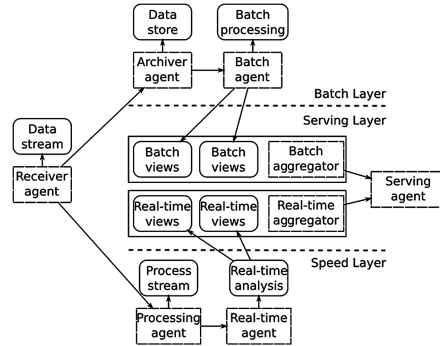 Data
store
Batch
processing
Archiver
agent
Batch
agent
Batch Layer
Serving Layer
Data
stream
Receiver
agent
Batch
views
Batch
views
Batch
aggregator
Serving
agent
Real-time
views
Real-time
views
Real-time
aggregator
Speed Layer
Process
stream
Real-time
analysis
Processing
agent
Real-time
agent